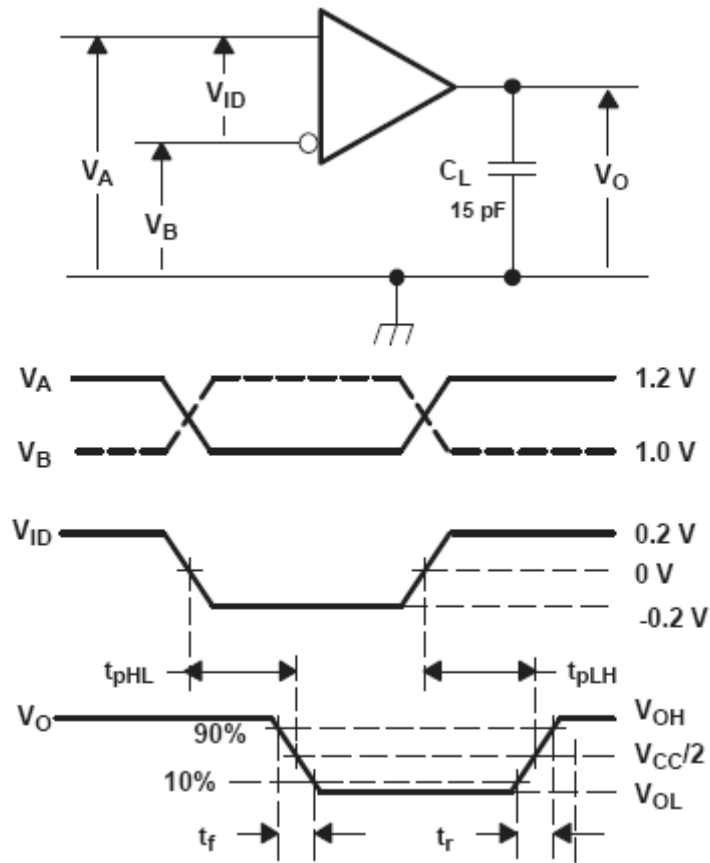 V_ID
V_A
V_B
C_L
15 pF
V_O
V_A
1.2 V
V_B
1.0 V
V_ID
0.2 V
0 V
-0.2 V
t_pHL
t_pLH
V_O
V_OH
90%
V_CC/2
10%
V_OL
t_f
t_r